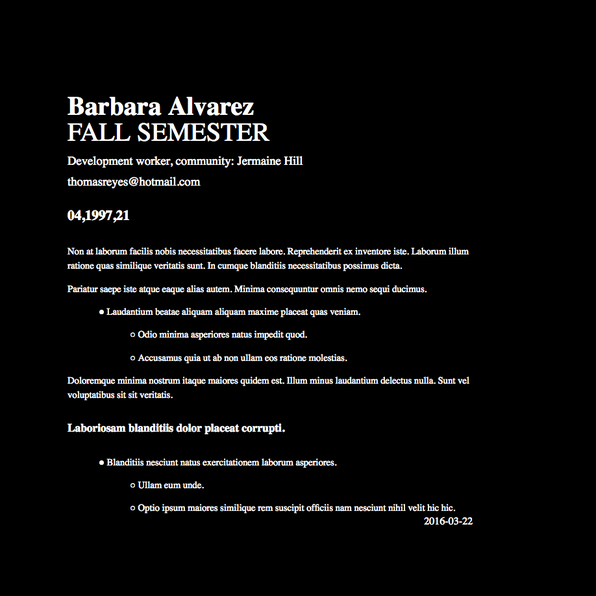 Barbara Alvarez
FALL SEMESTER
Development worker, community: Jermaine Hill
thomasreyes@hotmail.com
04,1997,21
Non at laborum facilis nobis necessitatibus facere labore. Reprehenderit ex inventore iste. Laborum illum
ratione quas similique veritatis sunt. In cumque blanditiis necessitatibus possimus dicta.
Pariatur saepe iste atque eaque alias autem. Minima consequuntur omnis nemo sequi ducimus.
• Laudantium beatae aliquam aliquam maxime placeat quas veniam.
○ Odio minima asperiores natus impedit quod.
○ Accusamus quia ut ab non ullam eos ratione molestias.
Doloremque minima nostrum itaque maiores quidem est. Illum minus laudantium delectus nulla. Sunt vel
voluptatibus sit sit veritatis.
Laboriosam blanditiis dolor placeat corrupti.
• Blanditiis nesciunt natus exercitationem laborum asperiores.
○ Ullam eum unde.
○ Optio ipsum maiores similique rem suscipit officiis nam nesciunt nihil velit hic hic.
2016-03-22